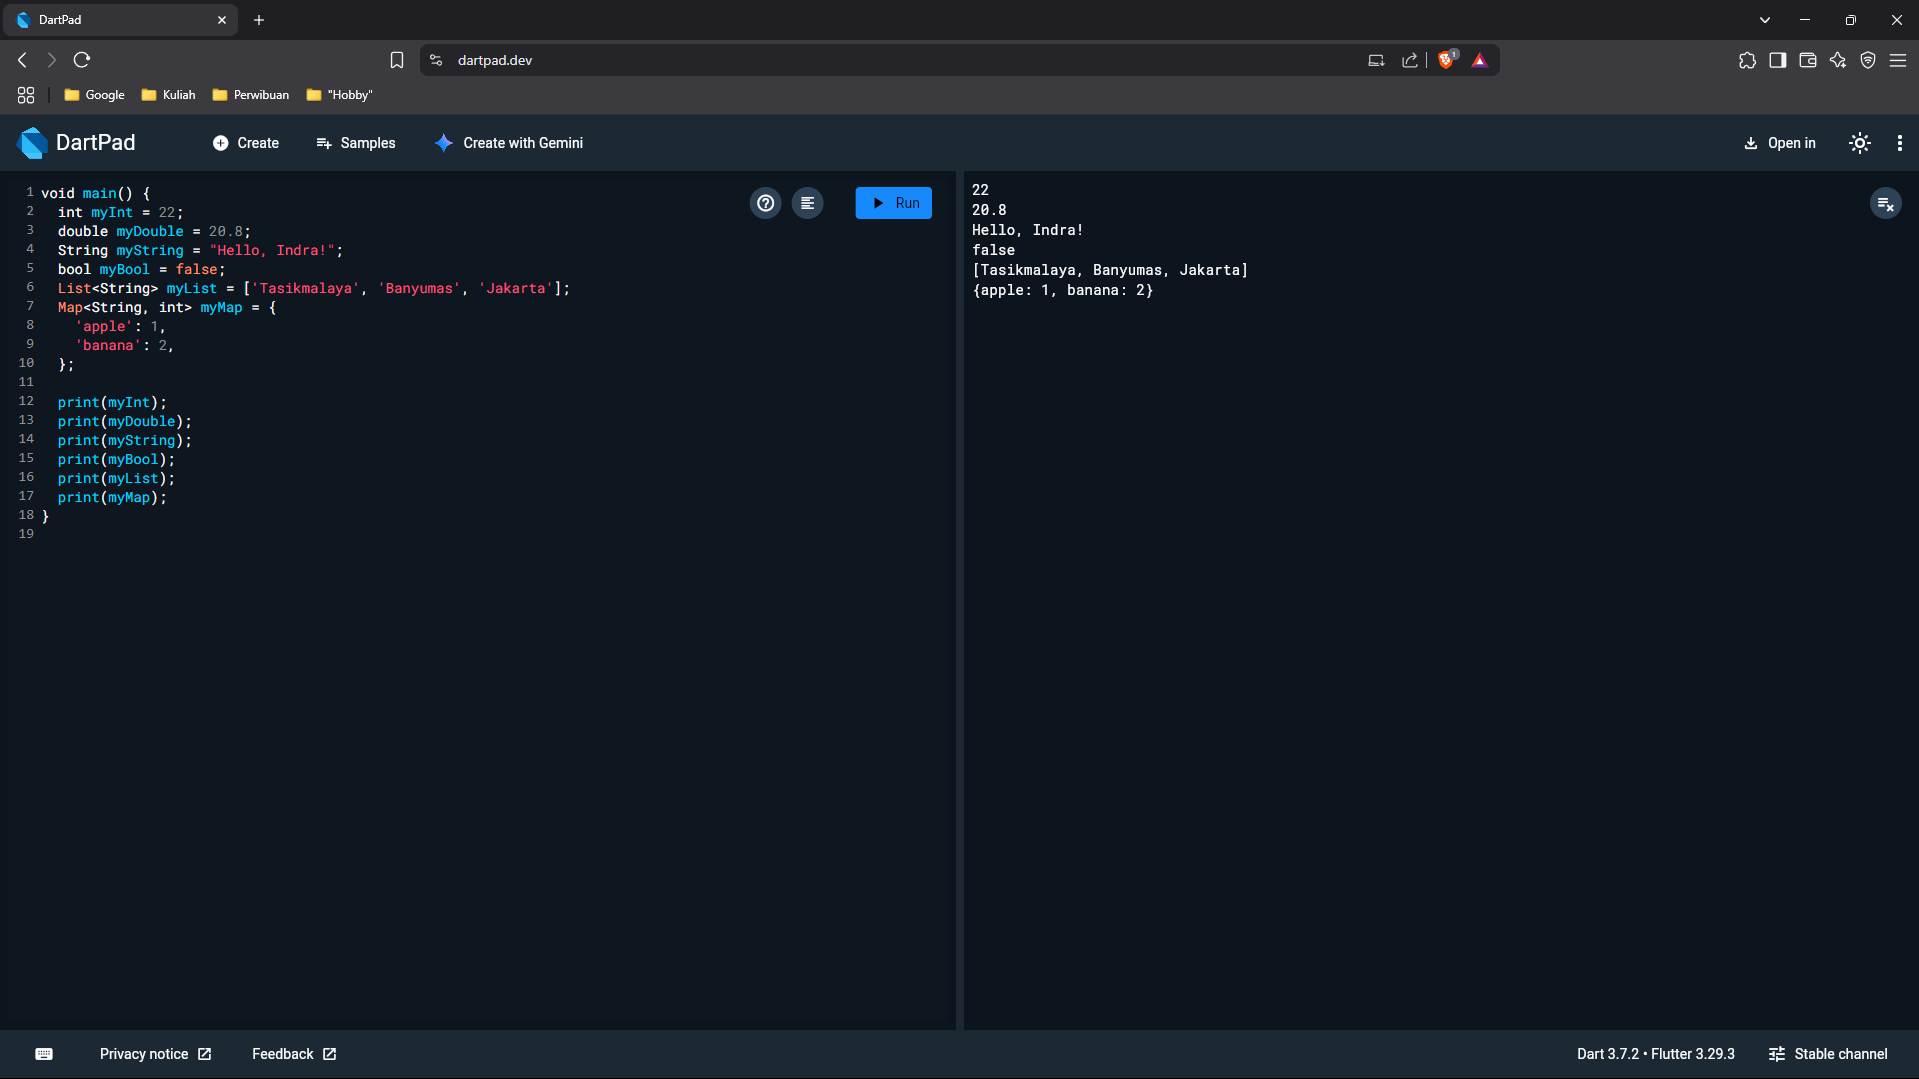 DartPad
dartpad.dev
1
Google
Kuliah
Perwibuan
"Hobby"
DartPad
Create
Samples
Create with Gemini
Open in
1 void main() {
2   int myInt = 22;
3   double myDouble = 20.8;
4   String myString = "Hello, Indra!";
5   bool myBool = false;
6   List<String> myList = ['Tasikmalaya', 'Banyumas', 'Jakarta'];
7   Map<String, int> myMap = {
8     'apple': 1,
9     'banana': 2,
10   };
11
12   print(myInt);
13   print(myDouble);
14   print(myString);
15   print(myBool);
16   print(myList);
17   print(myMap);
18 }
19
Run
22
20.8
Hello, Indra!
false
[Tasikmalaya, Banyumas, Jakarta]
{apple: 1, banana: 2}
Privacy notice
Feedback
Dart 3.7.2 • Flutter 3.29.3
Stable channel